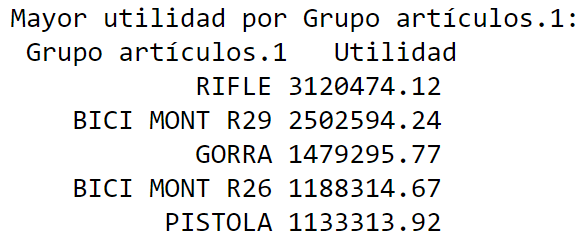 Mayor utilidad por Grupo artículos.1:
Grupo artículos.1 Utilidad
RIFLE 3120474.12
BICI MONT R29 2502594.24
GORRA 1479295.77
BICI MONT R26 1188314.67
PISTOLA 1133313.92